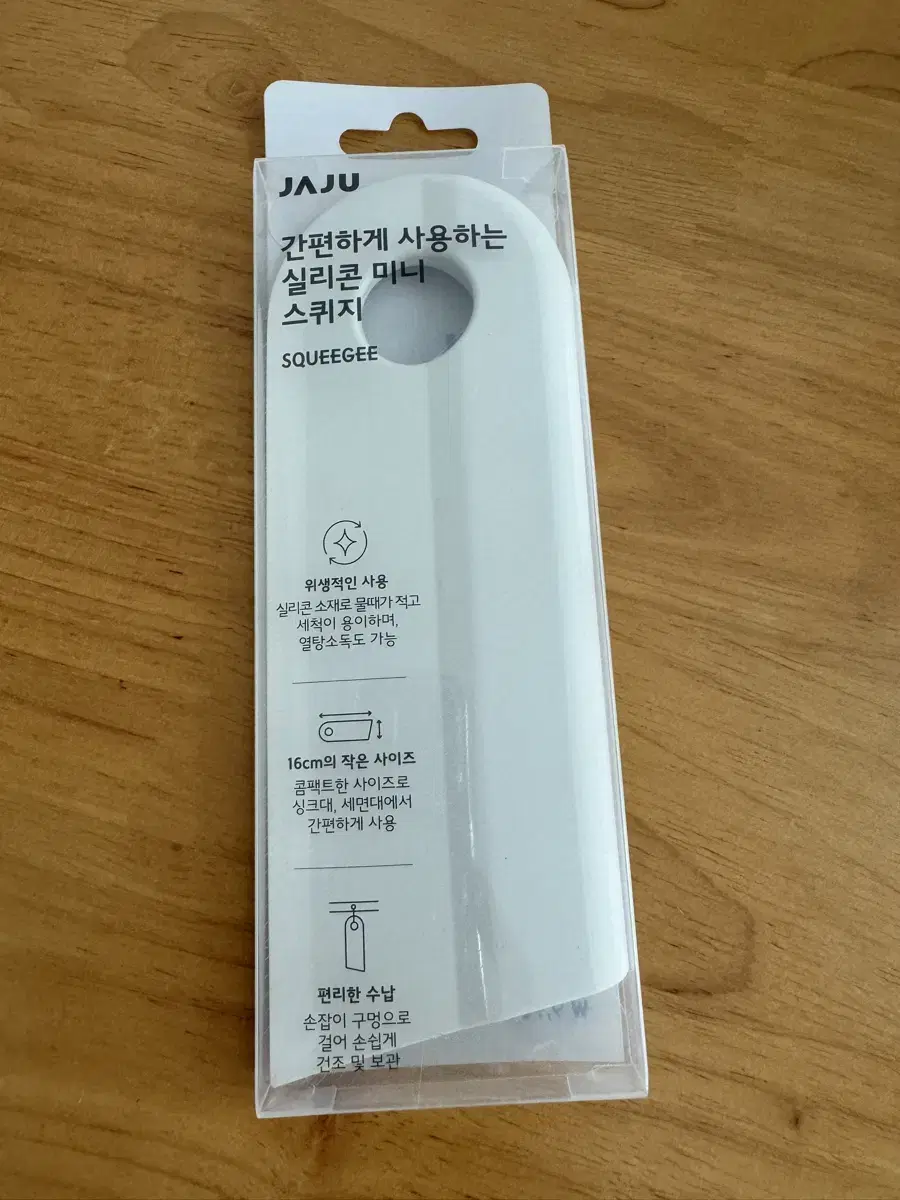 JAJU
간편하게 사용하는
실리콘 미니
스퀴지
SQUEEGEE
위생적인 사용
실리콘 소재로 물때가 적고
세척이 용이하며,
열탕소독도 가능
16cm의 작은 사이즈
콤팩트한 사이즈로
싱크대, 세면대에서
간편하게 사용
편리한 수납
손잡이 구멍으로
걸어 손쉽게
건조 및 보관